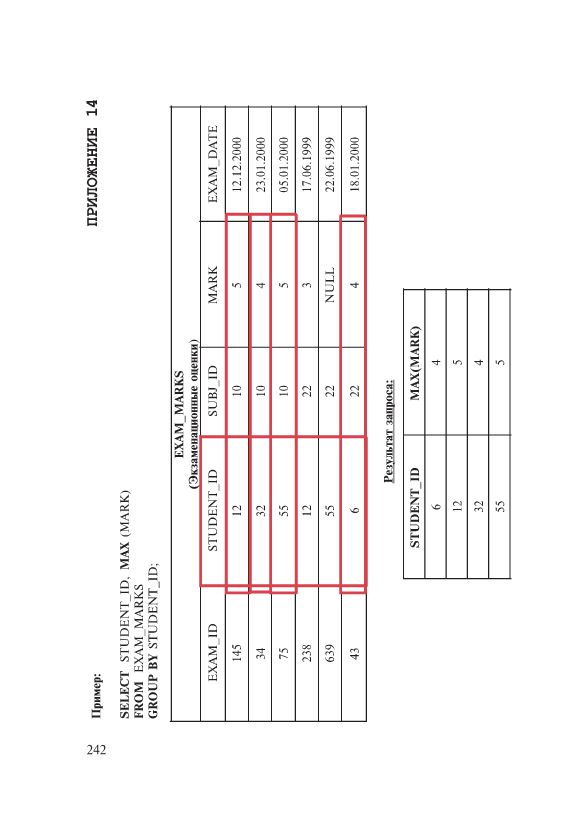 ПРИЛОЖЕНИЕ 14
Пример:
SELECT STUDENT_ID, MAX (MARK)
FROM EXAM_MARKS
GROUP BY STUDENT_ID;
EXAM_MARKS
(Экзаменационные оценки)
EXAM_ID STUDENT_ID SUBJ_ID MARK EXAM_DATE
145 12 10 5 12.12.2000
34 32 10 4 23.01.2000
75 55 10 5 05.01.2000
238 12 22 3 17.06.1999
639 55 22 NULL 22.06.1999
43 6 22 4 18.01.2000
Результат запроса:
STUDENT_ID MAX(MARK)
6 4
12 5
32 4
55 5
242